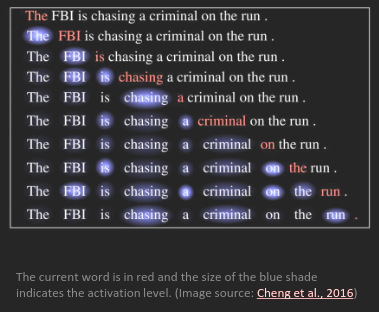 The FBI is chasing a criminal on the run .
The FBI is chasing a criminal on the run .
The FBI is chasing a criminal on the run .
The FBI is chasing a criminal on the run .
The FBI is chasing a criminal on the run .
The FBI is chasing a criminal on the run .
The FBI is chasing a criminal on the run .
The FBI is chasing a criminal on the run .
The FBI is chasing a criminal on the run .
The FBI is chasing a criminal on the run .
The current word is in red and the size of the blue shade
indicates the activation level. (Image source: Cheng et al., 2016)